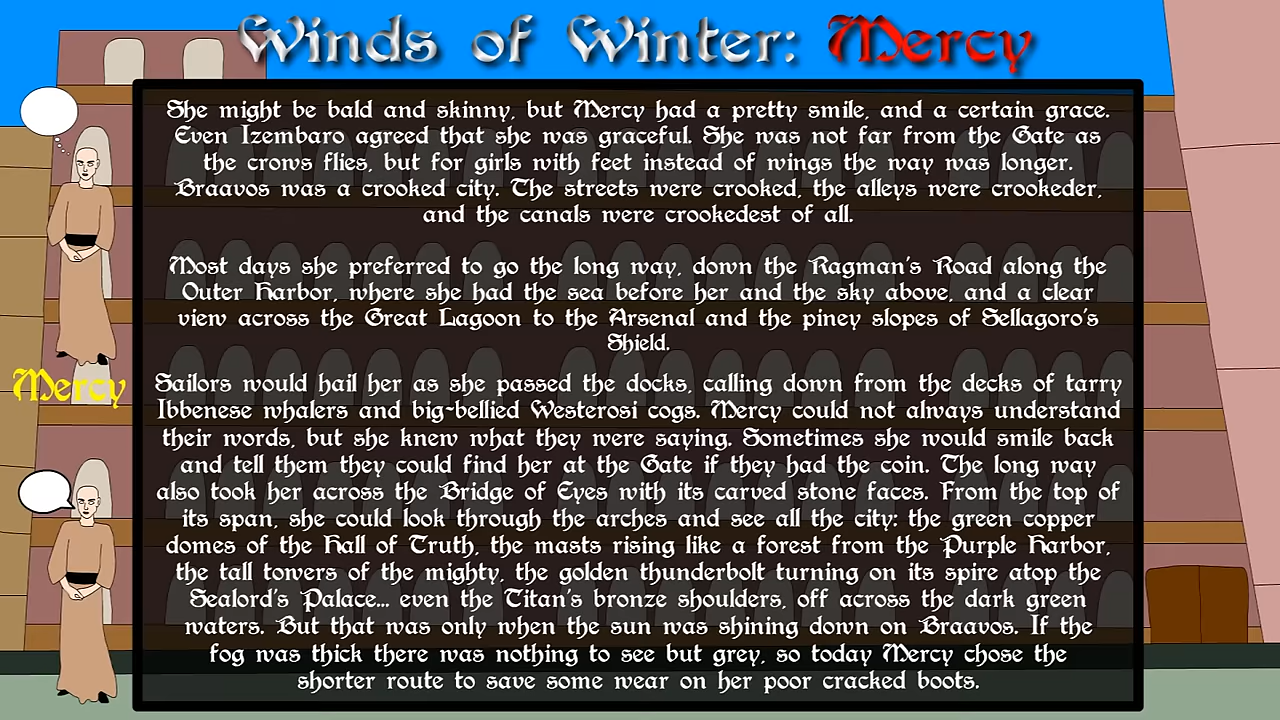 Winds of Winter: Mercy
She might be bald and skinny, but Mercy had a pretty smile, and a certain grace.
Even Izembaro agreed that she was graceful. She was not far from the Gate as
the crows flies, but for girls with feet instead of wings the way was longer.
Braavos was a crooked city. The streets were crooked, the alleys were crookeder,
and the canals were crookedest of all.
Most days she preferred to go the long way, down the Ragman's Road along the
Outer Harbor, where she had the sea before her and the sky above, and a clear
view across the Great Lagoon to the Arsenal and the piney slopes of Sellagoro's
Shield.
Mercy
Sailors would hail her as she passed the docks, calling down from the decks of tarry
Ibbenese whalers and big-bellied Westerosi cogs. Mercy could not always understand
their words, but she knew what they were saying. Sometimes she would smile back
and tell them they could find her at the Gate if they had the coin. The long way
also took her across the Bridge of Eyes with its carved stone faces. From the top of
its span, she could look through the arches and see all the city: the green copper
domes of the Hall of Truth, the masts rising like a forest from the Purple Harbor,
the tall towers of the mighty, the golden thunderbolt turning on its spire atop the
Sealord's Palace... even the Titan's bronze shoulders, off across the dark green
waters. But that was only when the sun was shining down on Braavos. If the
fog was thick there was nothing to see but grey, so today Mercy chose the
shorter route to save some wear on her poor cracked boots.